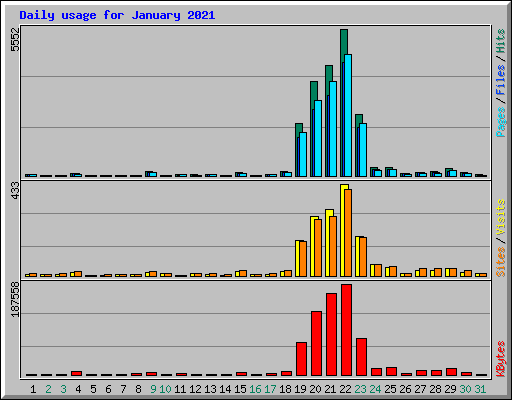 Daily usage for January 2021
5552
Pages / Files / Hits
433
Sites / Visits
187558
KBytes
1 2 3 4 5 6 7 8 9 10 11 12 13 14 15 16 17 18 19 20 21 22 23 24 25 26 27 28 29 30 31